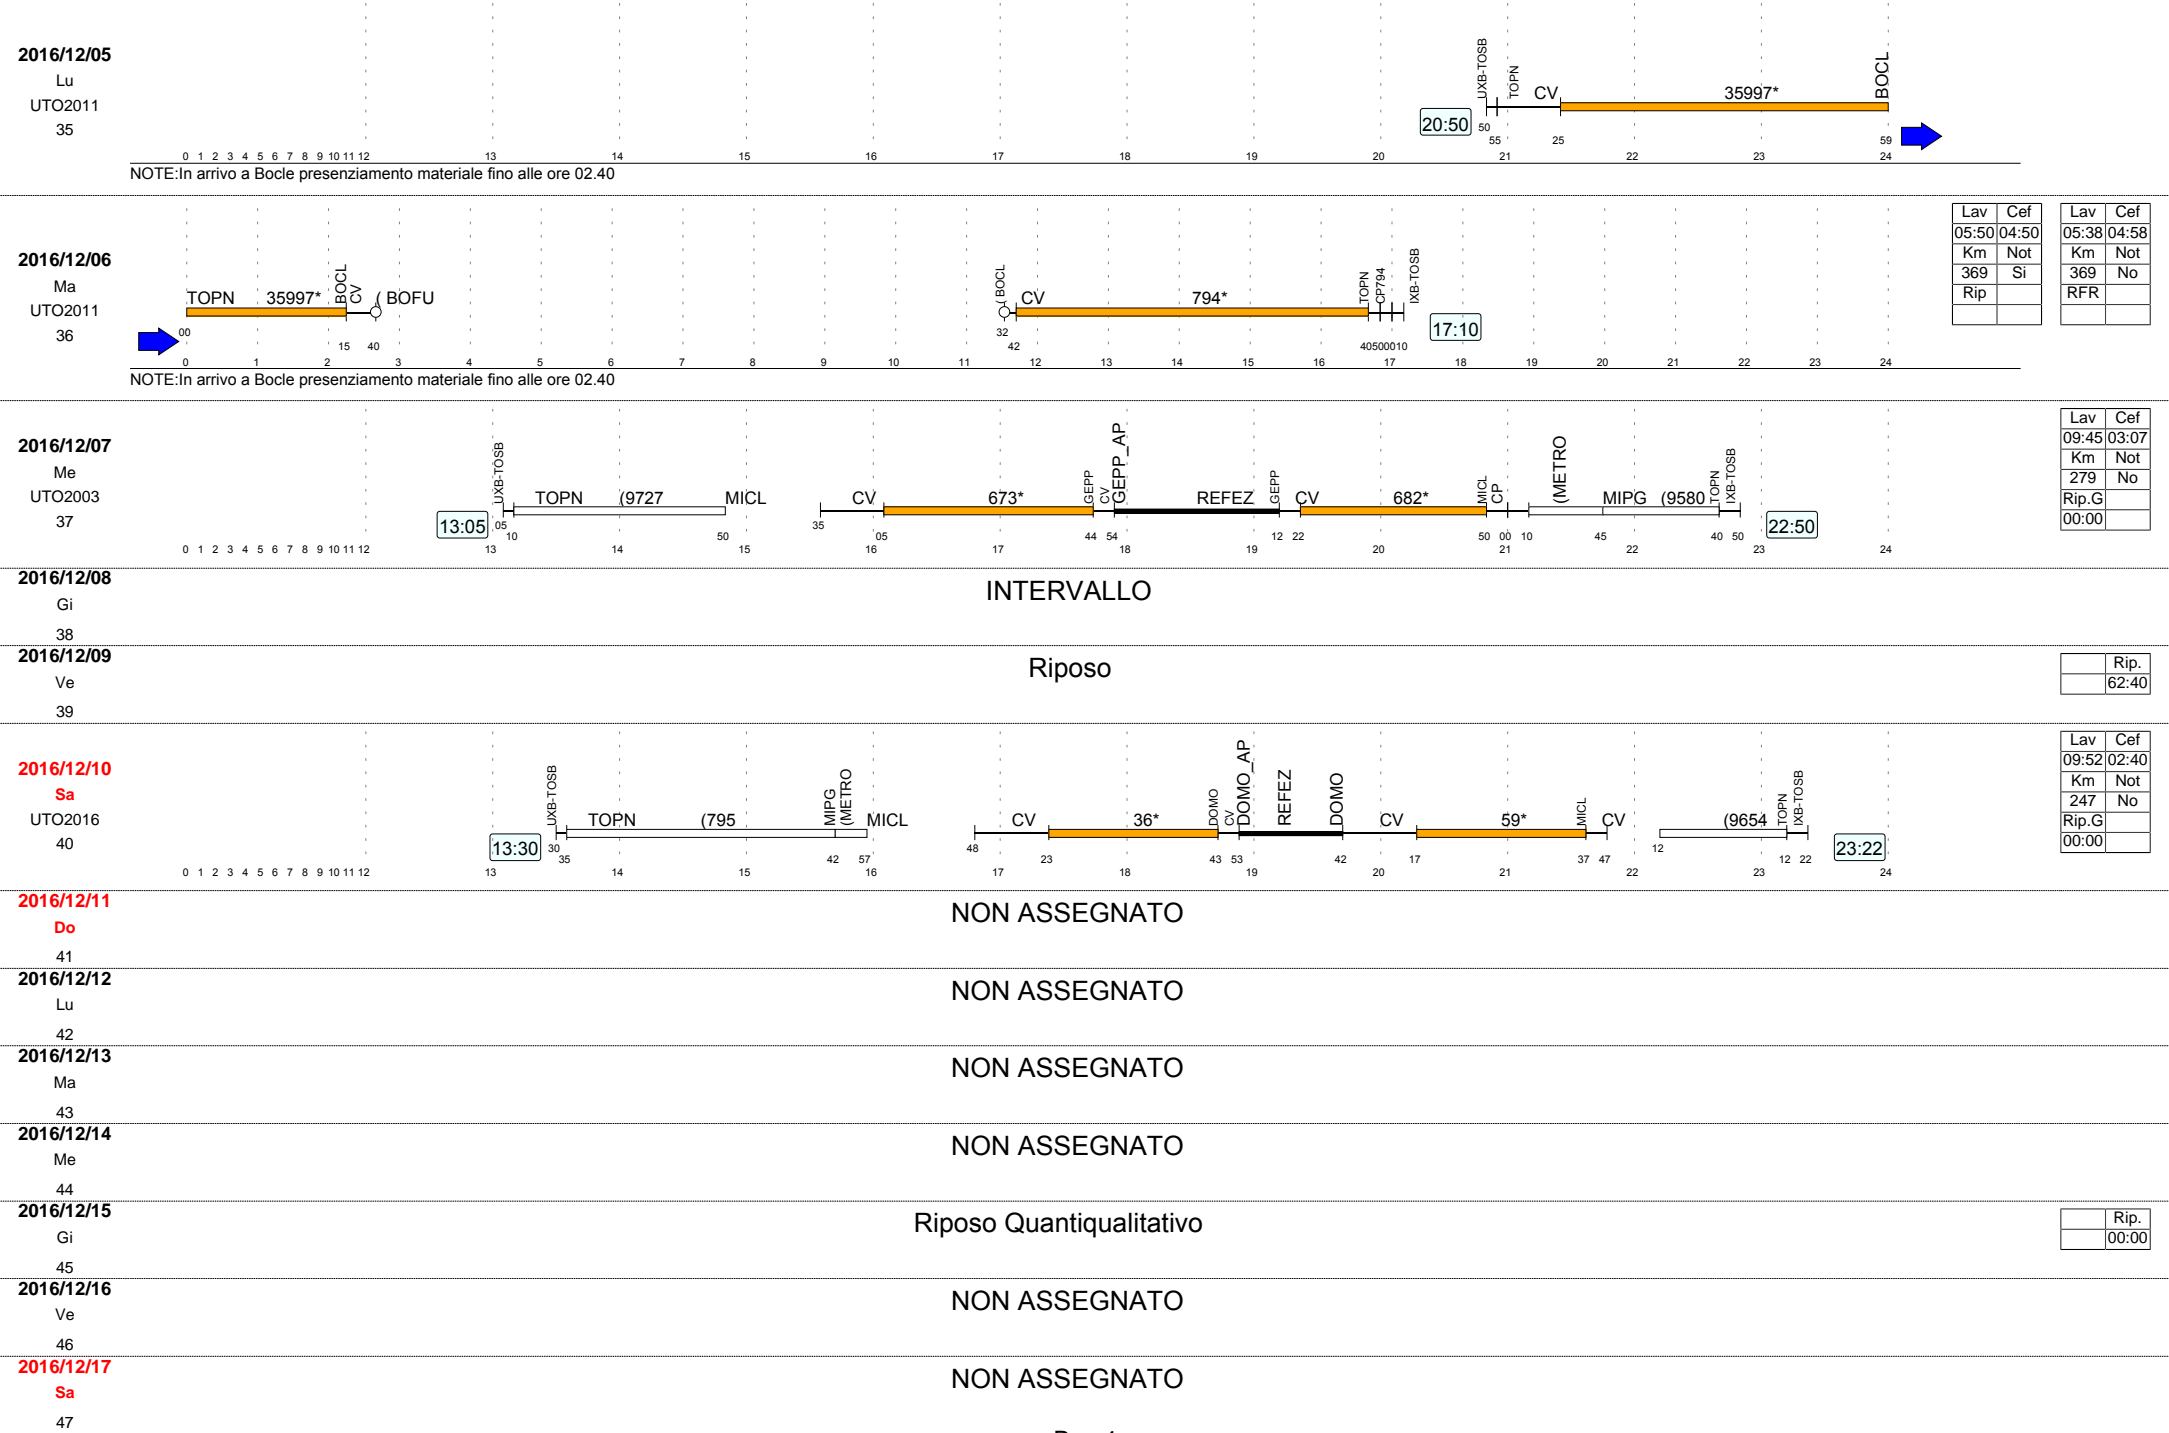 2016/12/05
Lu
UTO2011
35
UXB-TOSB TOPN CV 35997* BOCL
20:50 50 55 25 59
0 1 2 3 4 5 6 7 8 9 10 11 12 13 14 15 16 17 18 19 20 21 22 23 24
NOTE:In arrivo a Bocle presenziamento materiale fino alle ore 02.40
2016/12/06
Ma
UTO2011
36
TOPN 35997* BOCL CV ( BOFU ( BOCL CV 794* TOPN CP794 IXB-TOSB
00 15 40 32 42 40500010 17:10
0 1 2 3 4 5 6 7 8 9 10 11 12 13 14 15 16 17 18 19 20 21 22 23 24
NOTE:In arrivo a Bocle presenziamento materiale fino alle ore 02.40
Lav Cef Lav Cef
05:50 04:50 05:38 04:58
Km Not Km Not
369 Si 369 No
Rip RFR
2016/12/07
Me
UTO2003
37
UXB-TOSB TOPN (9727 MICL CV 673* GEPP CV GEPP_AP REFEZ GEPP CV 682* MICL CP (METRO MIPG (9580 TOPN IXB-TOSB
13:05 05 10 50 35 05 44 54 12 22 50 00 10 45 40 50 22:50
0 1 2 3 4 5 6 7 8 9 10 11 12 13 14 15 16 17 18 19 20 21 22 23 24
Lav Cef
09:45 03:07
Km Not
279 No
Rip.G
00:00
2016/12/08
Gi
38
INTERVALLO
2016/12/09
Ve
39
Riposo
Rip.
62:40
2016/12/10
Sa
UTO2016
40
UXB-TOSB TOPN (795 MIPG (METRO MICL CV 36* DOMO CV DOMO_AP REFEZ DOMO CV 59* MICL CV (9654 TOPN IXB-TOSB
13:30 30 35 42 57 48 23 43 53 42 17 37 47 12 12 22 23:22
0 1 2 3 4 5 6 7 8 9 10 11 12 13 14 15 16 17 18 19 20 21 22 23 24
Lav Cef
09:52 02:40
Km Not
247 No
Rip.G
00:00
2016/12/11
Do
41
NON ASSEGNATO
2016/12/12
Lu
42
NON ASSEGNATO
2016/12/13
Ma
43
NON ASSEGNATO
2016/12/14
Me
44
NON ASSEGNATO
2016/12/15
Gi
45
Riposo Quantiqualitativo
Rip.
00:00
2016/12/16
Ve
46
NON ASSEGNATO
2016/12/17
Sa
47
NON ASSEGNATO